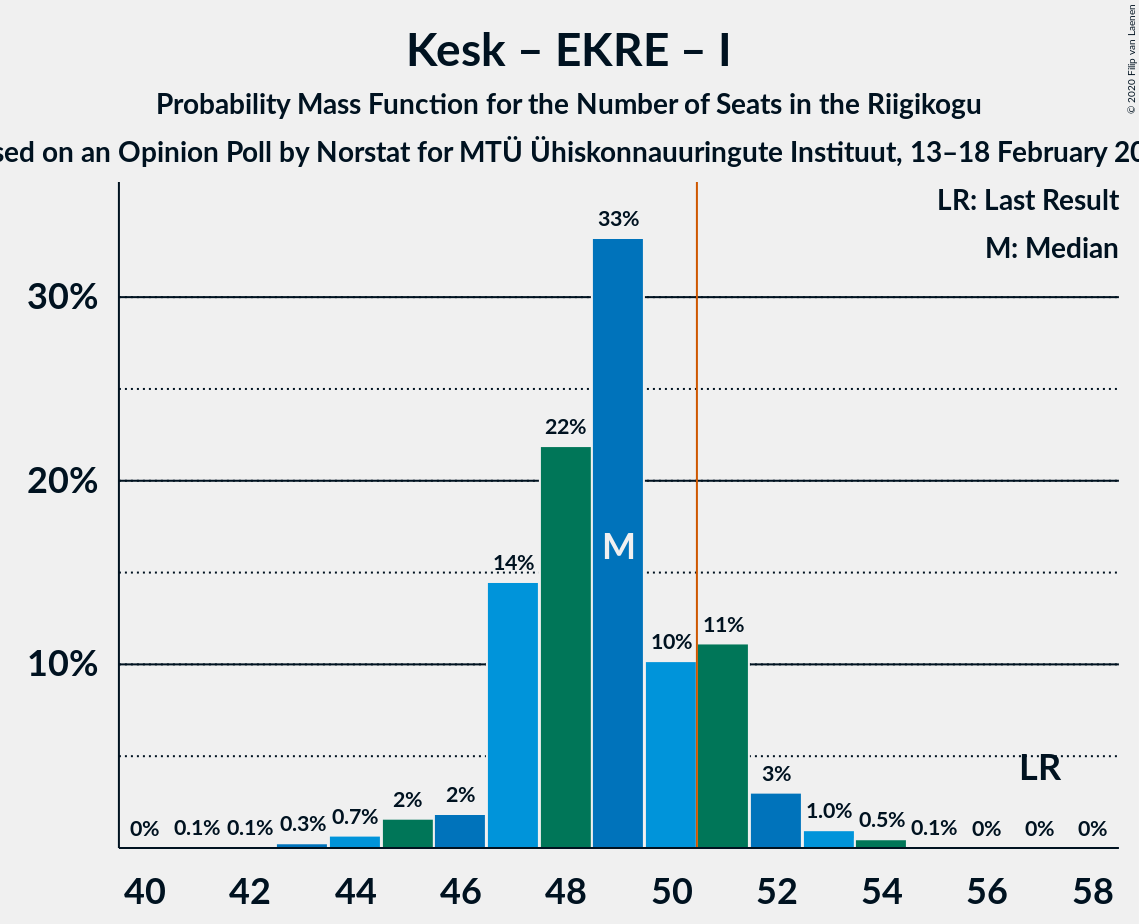 Kesk – EKRE – I
Probability Mass Function for the Number of Seats in the Riigikogu
on an Opinion Poll by Norstat for MTÜ Ühiskonnauuringute Instituut, 13–18 February
© 2020 Filip van Laenen
LR: Last Result
M: Median
33%
30%
22%
20%
M
14%
11%
10%
10%
LR
3%
2%
2%
1.0%
0.7%
0.5%
0.3%
0% 0.1% 0.1% 0.1% 0% 0% 0%
40 42 44 46 48 50 52 54 56 58